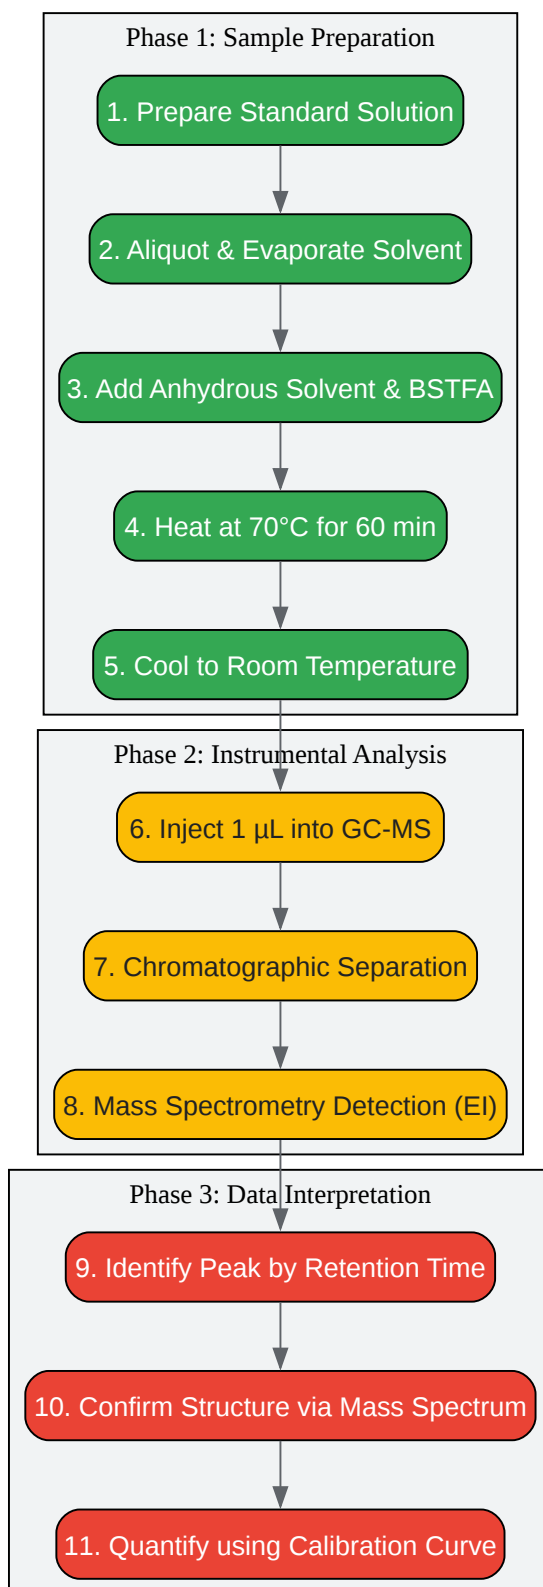 Phase 1: Sample Preparation
1. Prepare Standard Solution
2. Aliquot & Evaporate Solvent
3. Add Anhydrous Solvent & BSTFA
4. Heat at 70°C for 60 min
5. Cool to Room Temperature
Phase 2: Instrumental Analysis
6. Inject 1 µL into GC-MS
7. Chromatographic Separation
8. Mass Spectrometry Detection (EI)
Phase 3: Data Interpretation
9. Identify Peak by Retention Time
10. Confirm Structure via Mass Spectrum
11. Quantify using Calibration Curve